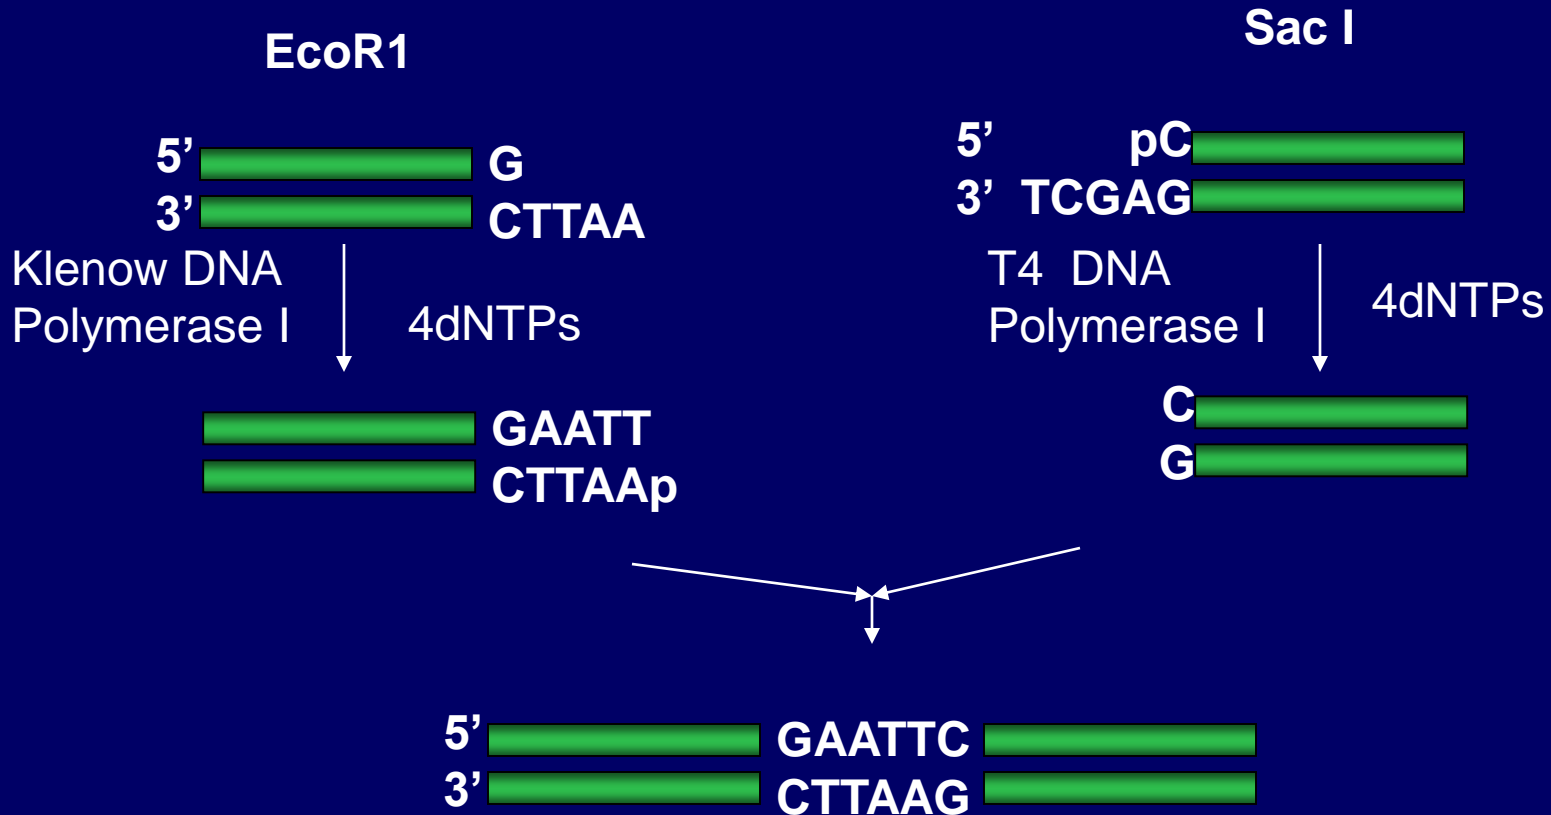 EcoR1
Sac I
5’ G
3’ CTTAA
5’ pC
3’ TCGAG
Klenow DNA
Polymerase I
4dNTPs
T4 DNA
Polymerase I
4dNTPs
GAATT
CTTAAp
C
G
5’ GAATTC
3’ CTTAAG